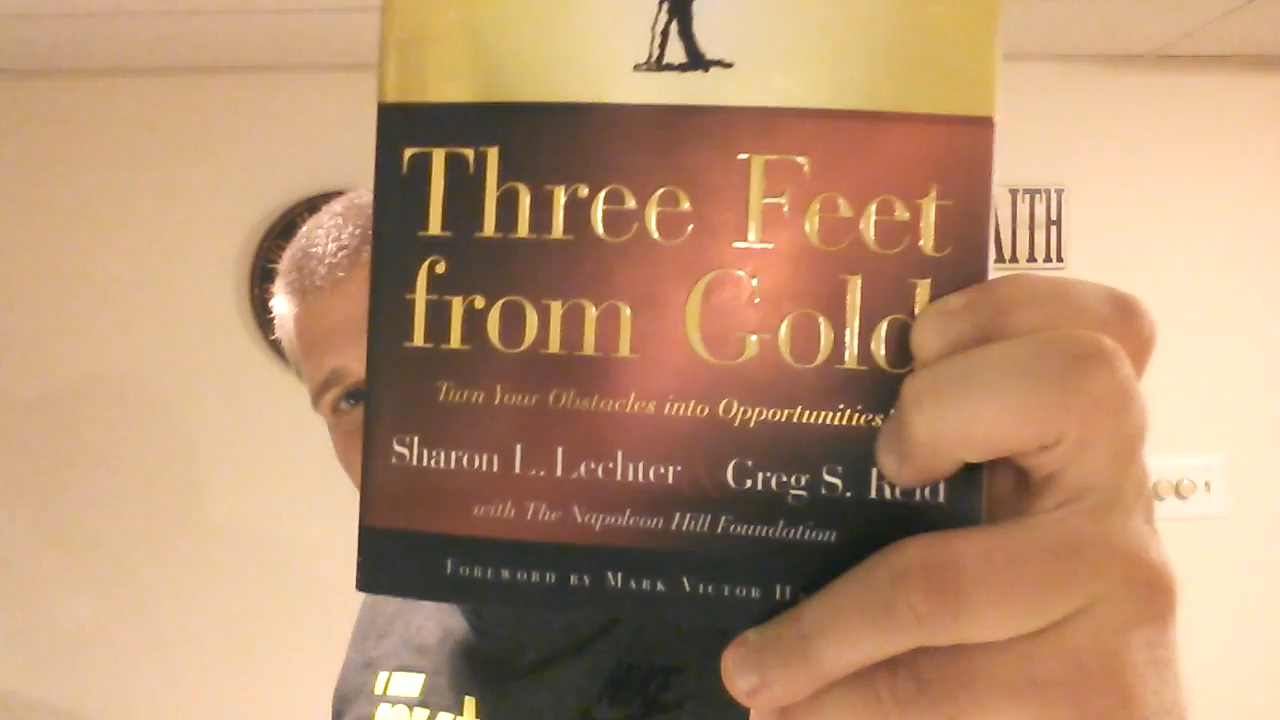 Three Feet
from Gold
AITH
Turn Your Obstacles into Opportunities!
Sharon L. Lechter Greg S. Reid
with The Napoleon Hill Foundation
FOREWORD BY MARK VICTOR
I AM